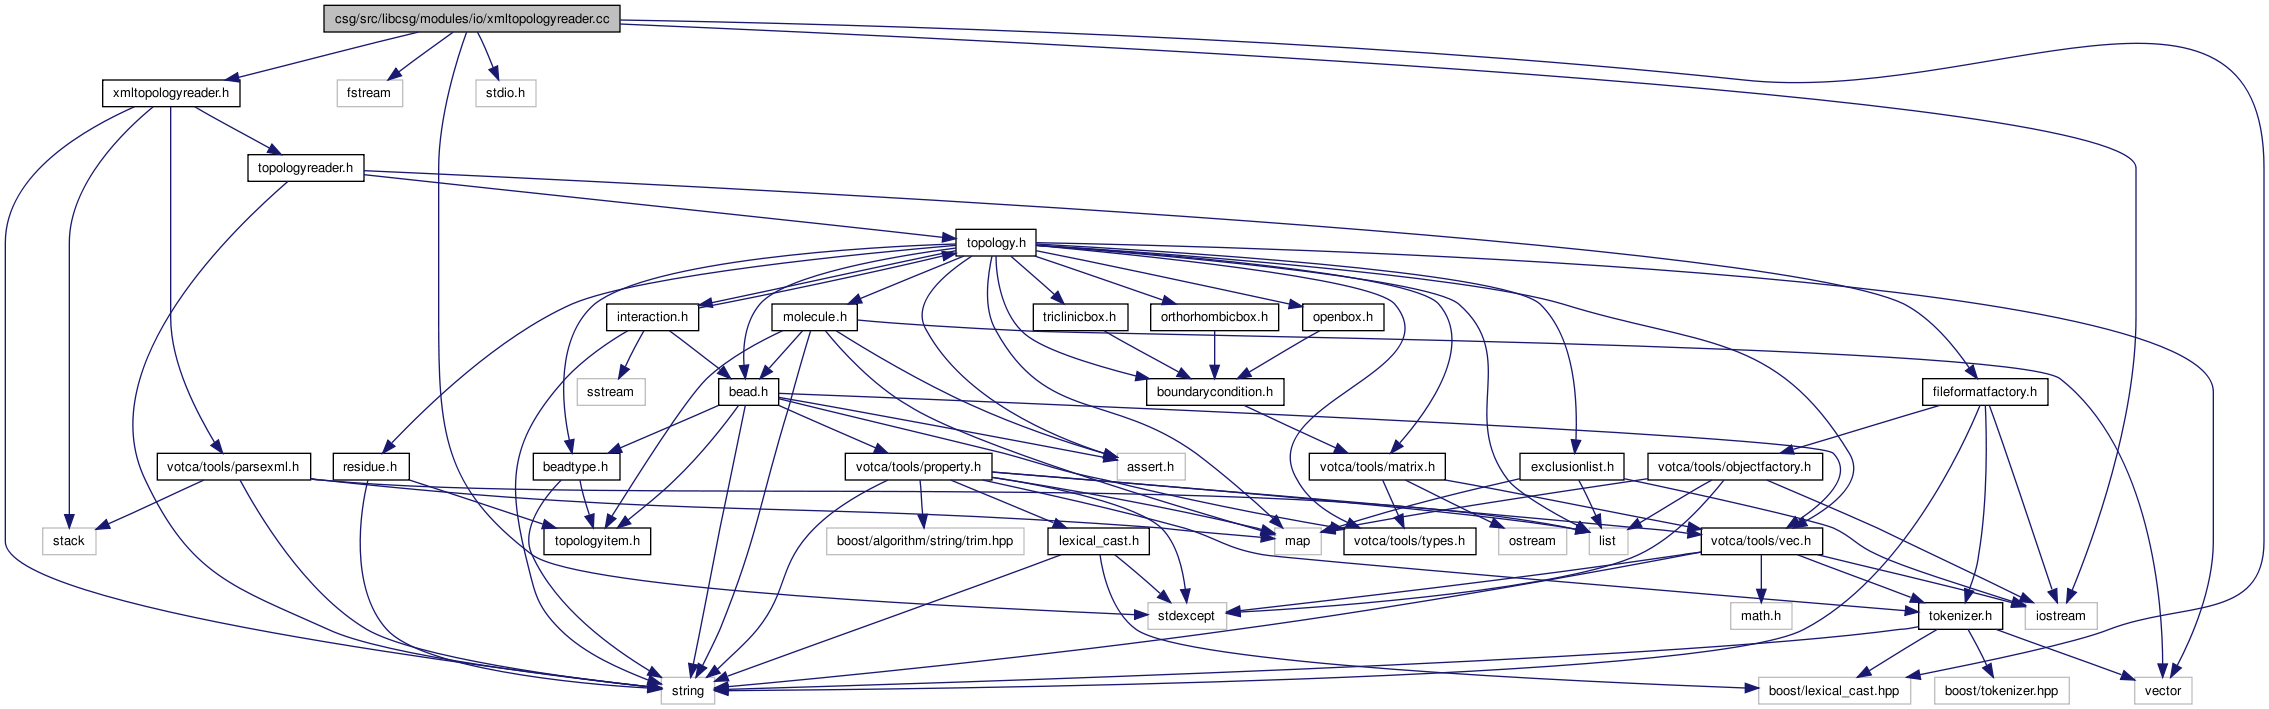 csg/src/libcsg/modules/io/xmltopologyreader.cc
xmltopologyreader.h
fstream
stdio.h
topologyreader.h
topology.h
interaction.h
molecule.h
triclinicbox.h
orthorhombicbox.h
openbox.h
sstream
bead.h
boundarycondition.h
fileformatfactory.h
votca/tools/parsexml.h
residue.h
beadtype.h
votca/tools/property.h
assert.h
votca/tools/matrix.h
exclusionlist.h
votca/tools/objectfactory.h
stack
topologyitem.h
boost/algorithm/string/trim.hpp
lexical_cast.h
map
votca/tools/types.h
ostream
list
votca/tools/vec.h
stdexcept
math.h
tokenizer.h
iostream
string
boost/lexical_cast.hpp
boost/tokenizer.hpp
vector